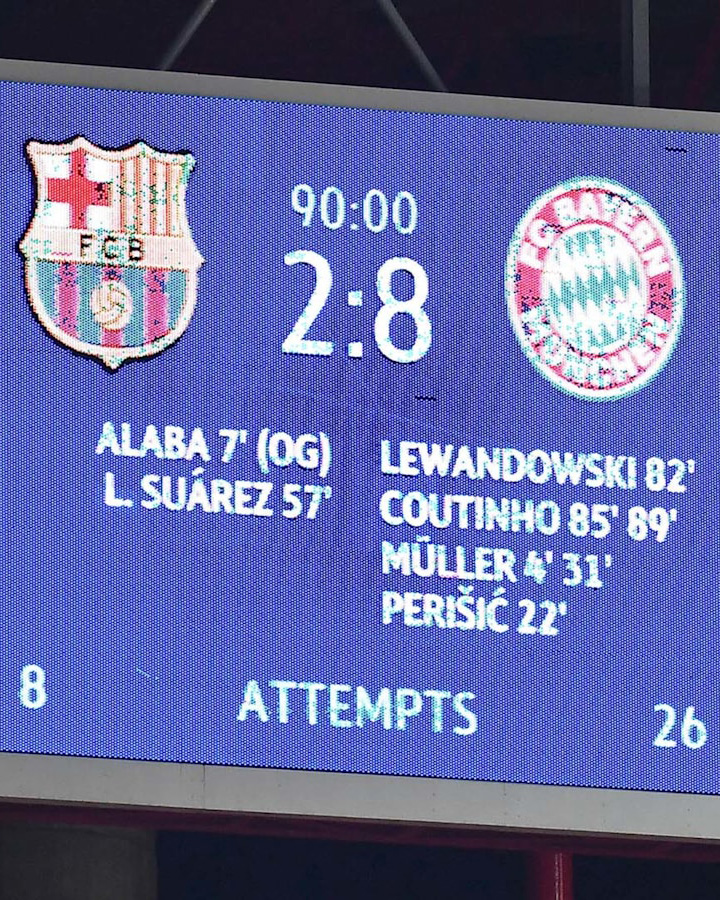 FCB
90:00
2:8
FC BAYERN
MÜNCHEN
ALABA 7' (OG)
L. SUÁREZ 57'
LEWANDOWSKI 82'
COUTINHO 85' 89'
MÜLLER 4' 31'
PERIŠIĆ 22'
8 ATTEMPTS 26